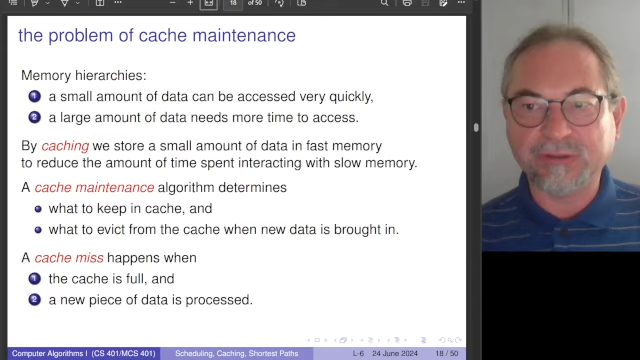 18 of 50
the problem of cache maintenance
Memory hierarchies:
1 a small amount of data can be accessed very quickly,
2 a large amount of data needs more time to access.
By caching we store a small amount of data in fast memory
to reduce the amount of time spent interacting with slow memory.
A cache maintenance algorithm determines
what to keep in cache, and
what to evict from the cache when new data is brought in.
A cache miss happens when
1 the cache is full, and
2 a new piece of data is processed.
Computer Algorithms I (CS 401/MCS 401) Scheduling, Caching, Shortest Paths L-6 24 June 2024 18 / 50